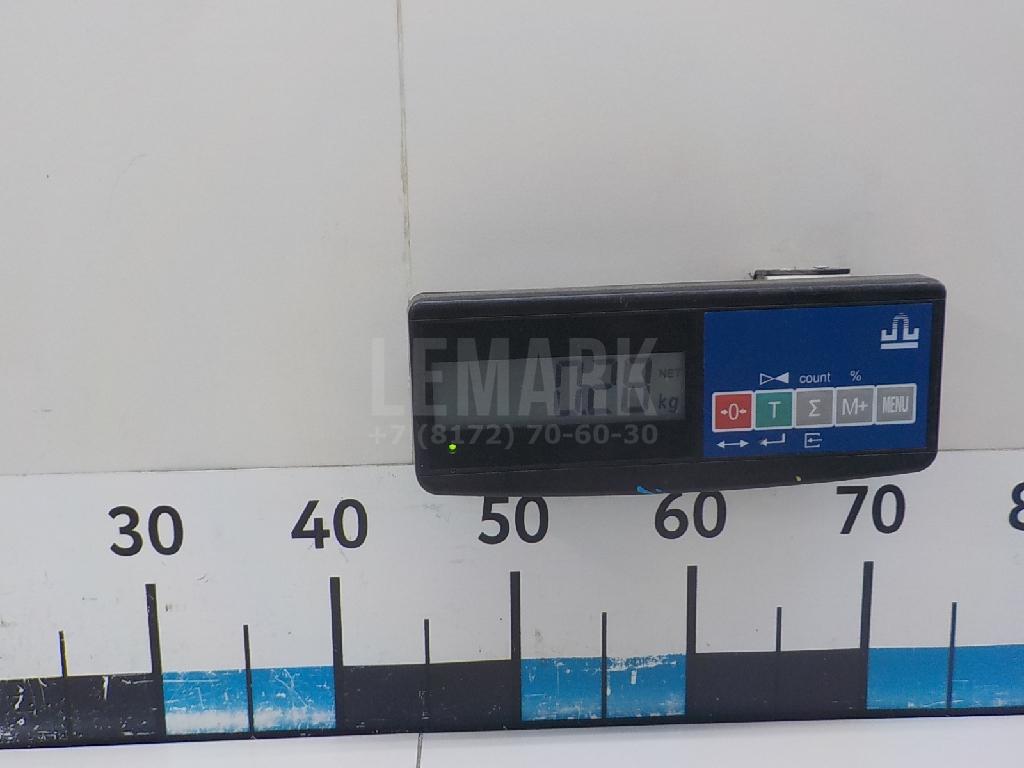 LEMARK
+7 (8172) 70-60-30
NET
kg
count %
→0← T Σ M+ MENU
30 40 50 60 70